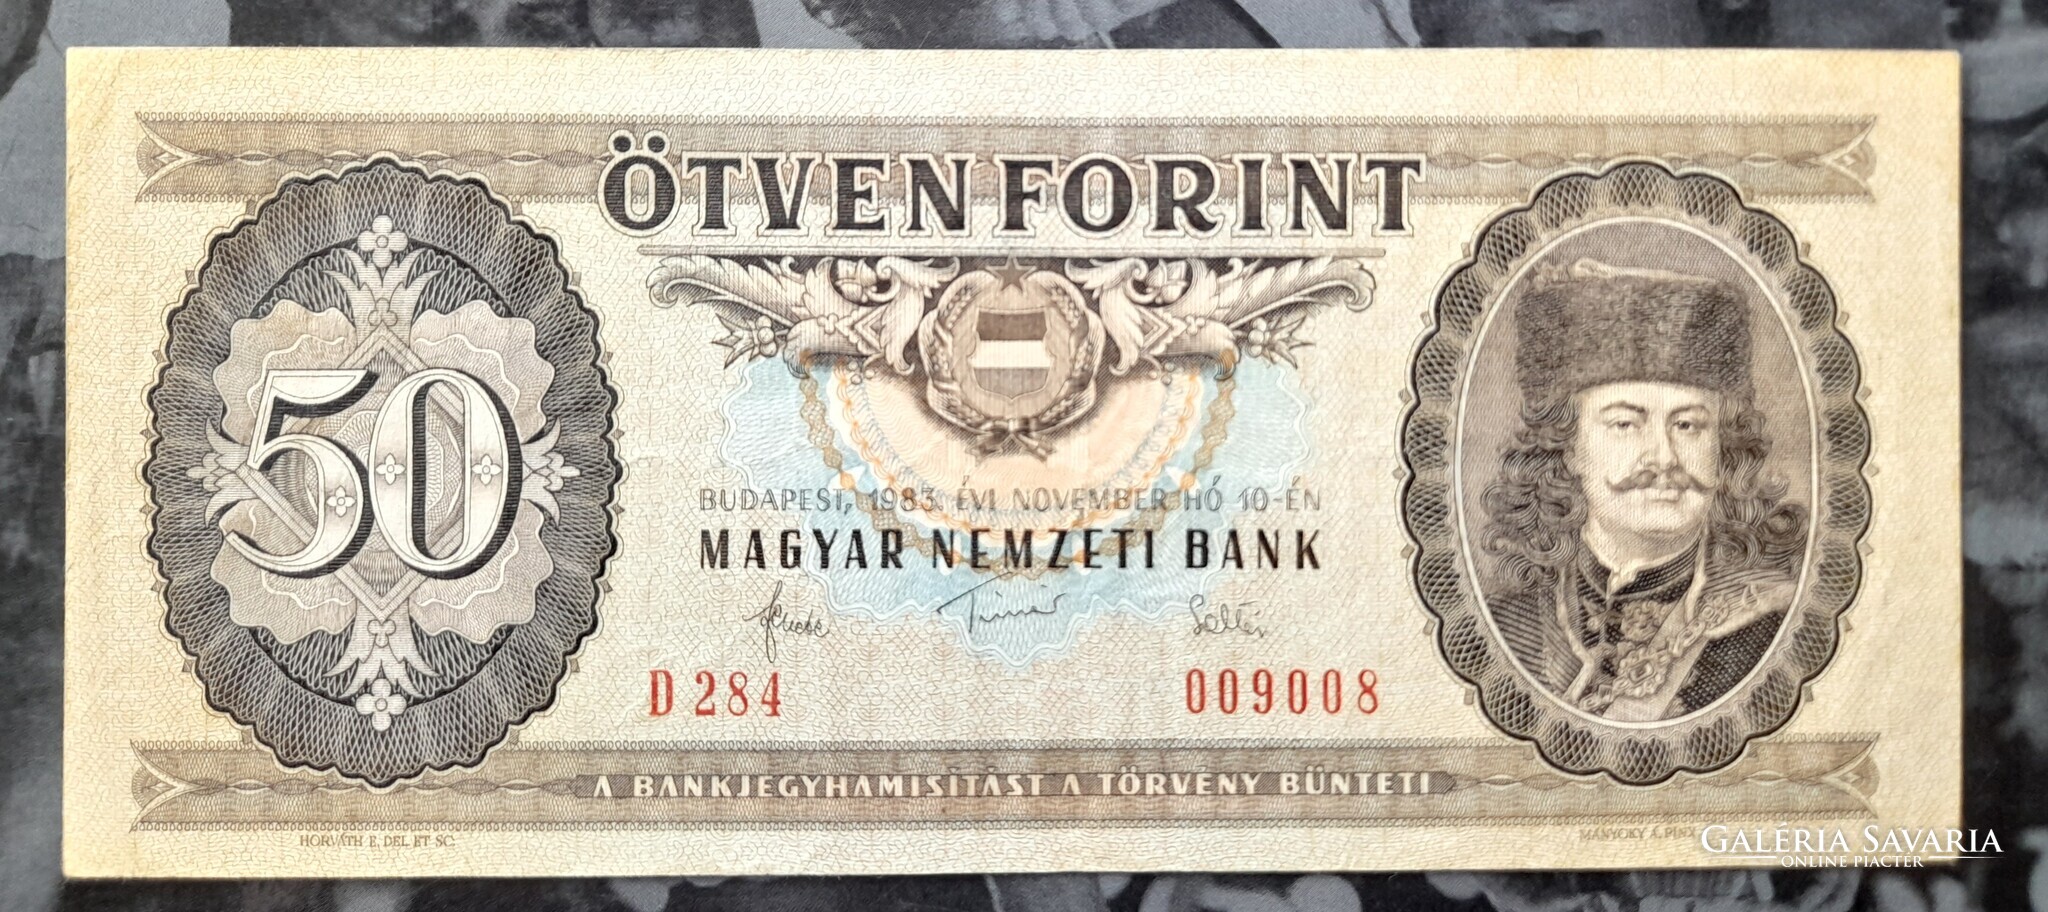 ÖTVEN FORINT
50
BUDAPEST, 1983. ÉVI NOVEMBER HÓ 10-ÉN
MAGYAR NEMZETI BANK
D 284
009008
A BANKJEGYHAMISÍTÁST A TÖRVÉNY BÜNTETI
HORVÁTH E. DEL. ET SC.
MÁNYOKY Á. PINX
GALERIA SAVARIA
ONLINE PIACTÉR